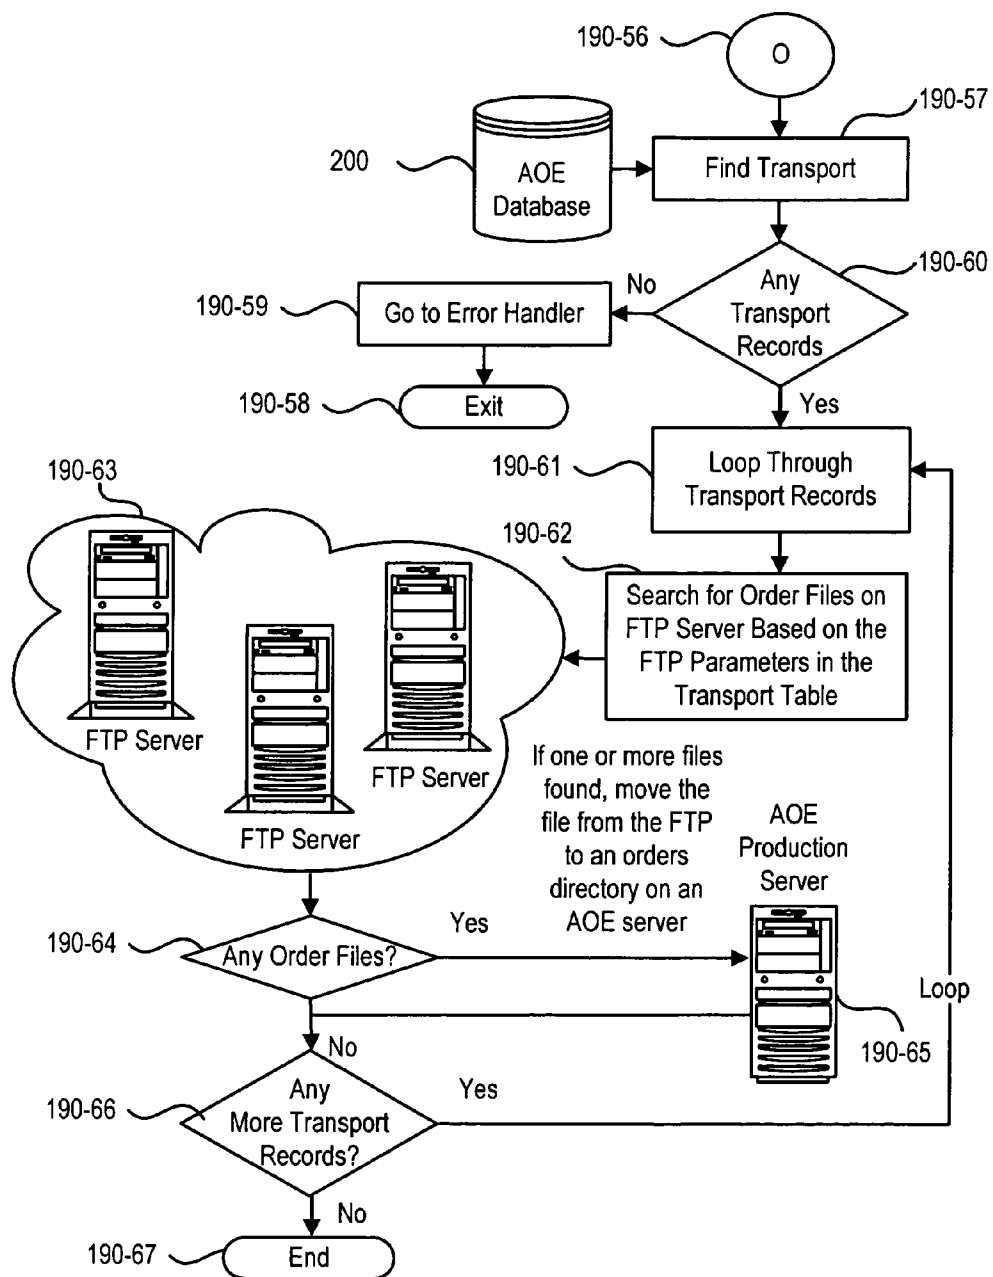 190-56
O
190-57
200
AOE
Database
Find Transport
190-60
Any
Transport
Records
No
190-59
Go to Error Handler
190-58
Exit
Yes
190-61
Loop Through
Transport Records
190-63
190-62
Search for Order Files on
FTP Server Based on the
FTP Parameters in the
Transport Table
FTP Server
FTP Server
FTP Server
If one or more files
found, move the
file from the FTP
to an orders
directory on an
AOE server
AOE
Production
Server
190-64
Any Order Files?
Yes
Loop
190-65
No
190-66
Any
More Transport
Records?
Yes
No
190-67
End